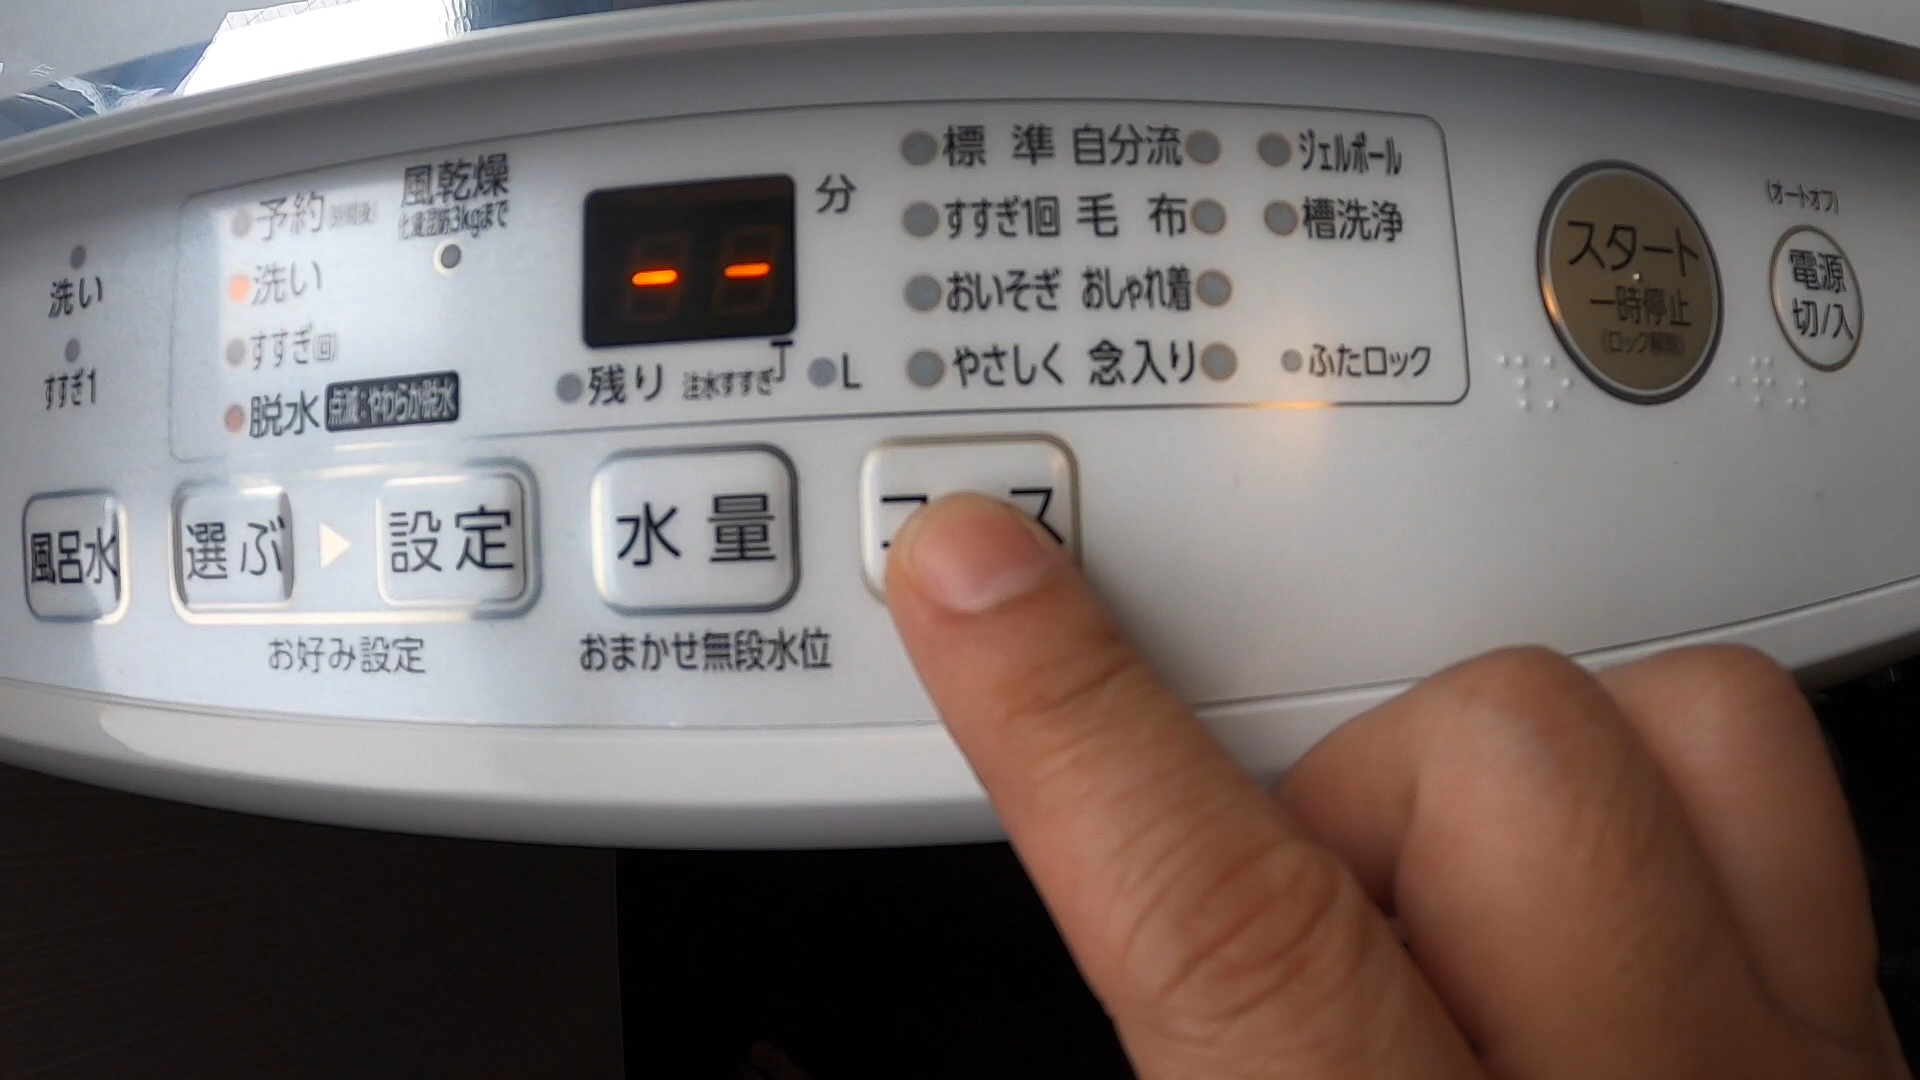 洗い
すすぎ1
風呂水
予約
洗い
すすぎ回
脱水 点滅:やわらか脱水
風乾燥
化繊混紡3kgまで
分
残り 注水すすぎ L
標準 自分流 ジェルボール
すすぎ1回 毛布 槽洗浄
おいそぎ おしゃれ着
やさしく 念入り ふたロック
選ぶ 設定
お好み設定
水量
おまかせ無段水位
スタート
一時停止
(ロック解除)
(オートオフ)
電源
切/入